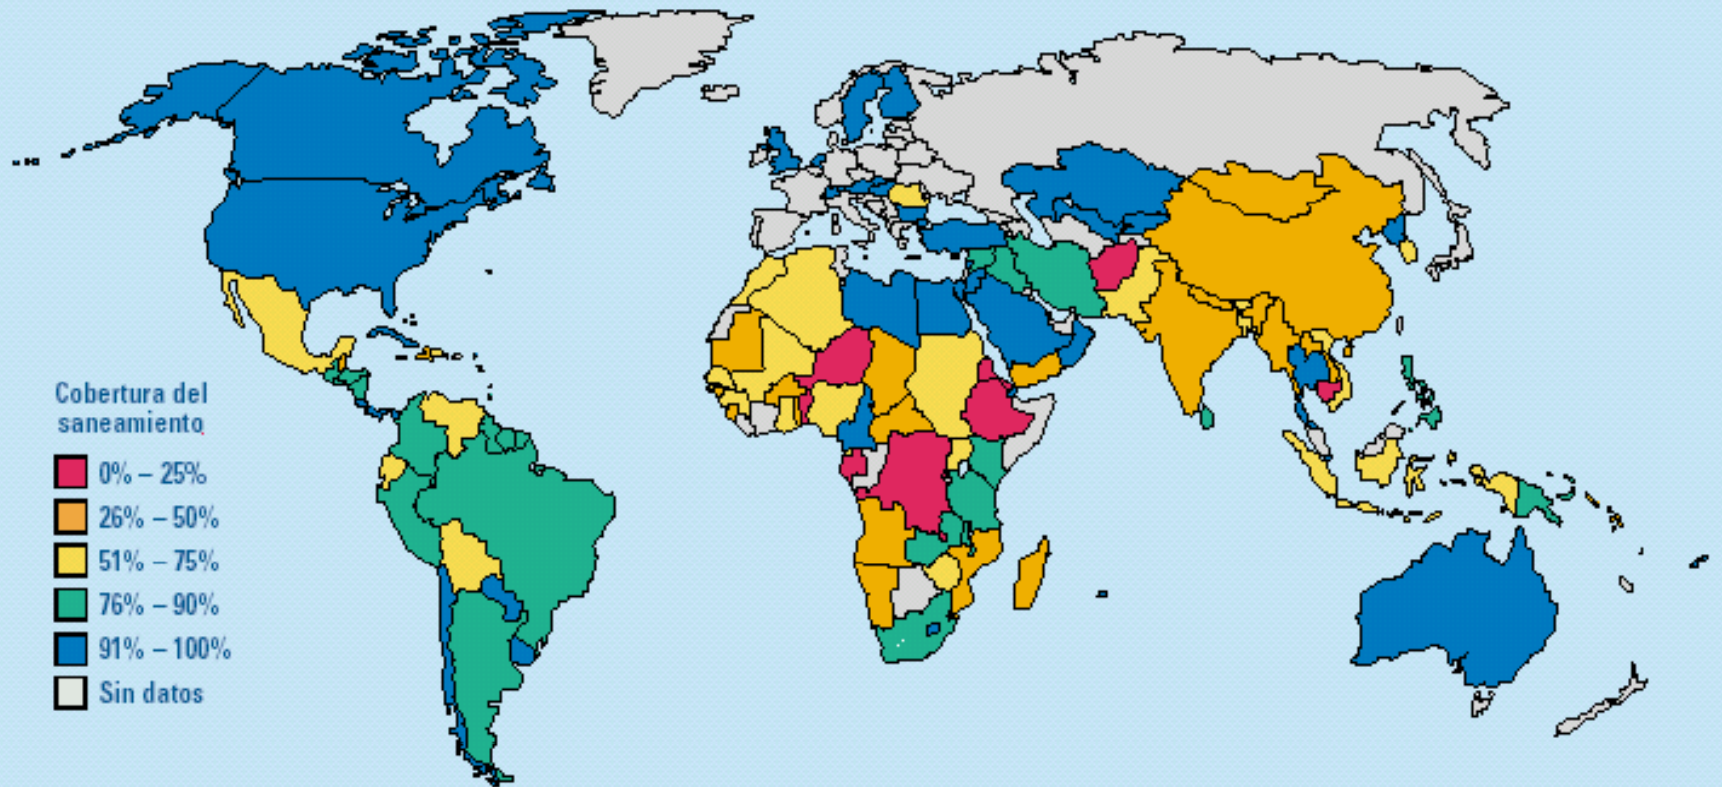 Cobertura del
saneamiento
0% – 25%
26% – 50%
51% – 75%
76% – 90%
91% – 100%
Sin datos